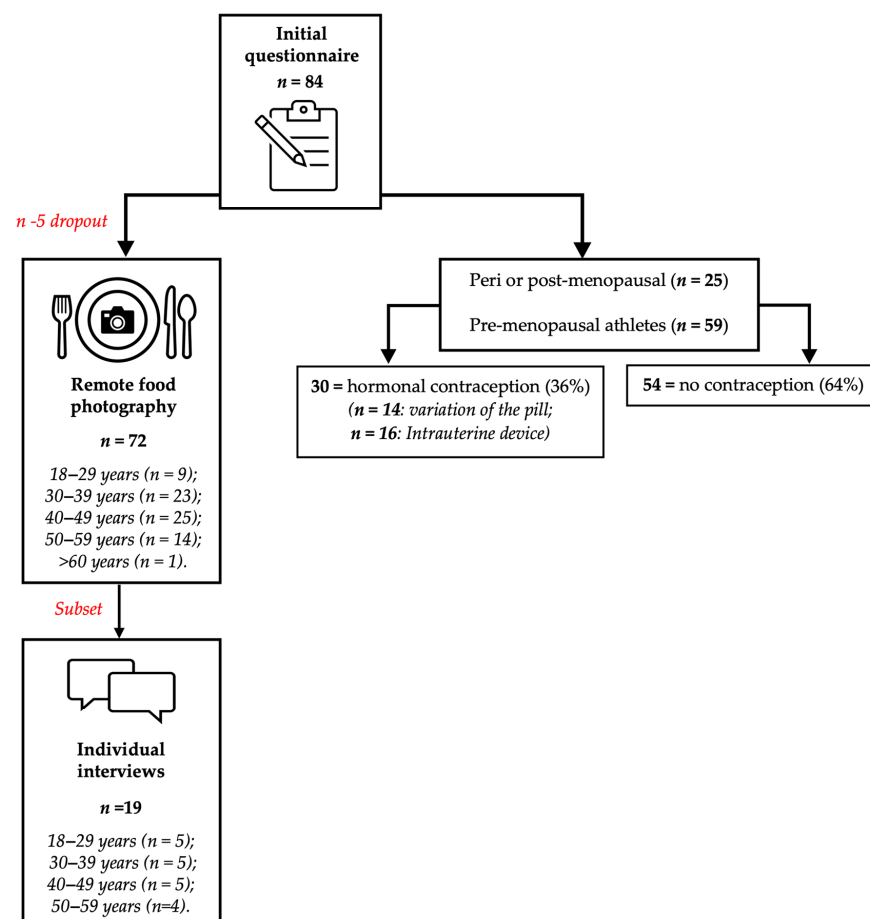 Initial
questionnaire
n = 84
n -5 dropout
Remote food
photography
n = 72
18–29 years (n = 9);
30–39 years (n = 23);
40–49 years (n = 25);
50–59 years (n = 14);
>60 years (n = 1).
Subset
Individual
interviews
n =19
18–29 years (n = 5);
30–39 years (n = 5);
40–49 years (n = 5);
50–59 years (n=4).
Peri or post-menopausal (n = 25)
Pre-menopausal athletes (n = 59)
30 = hormonal contraception (36%)
(n = 14: variation of the pill;
n = 16: Intrauterine device)
54 = no contraception (64%)